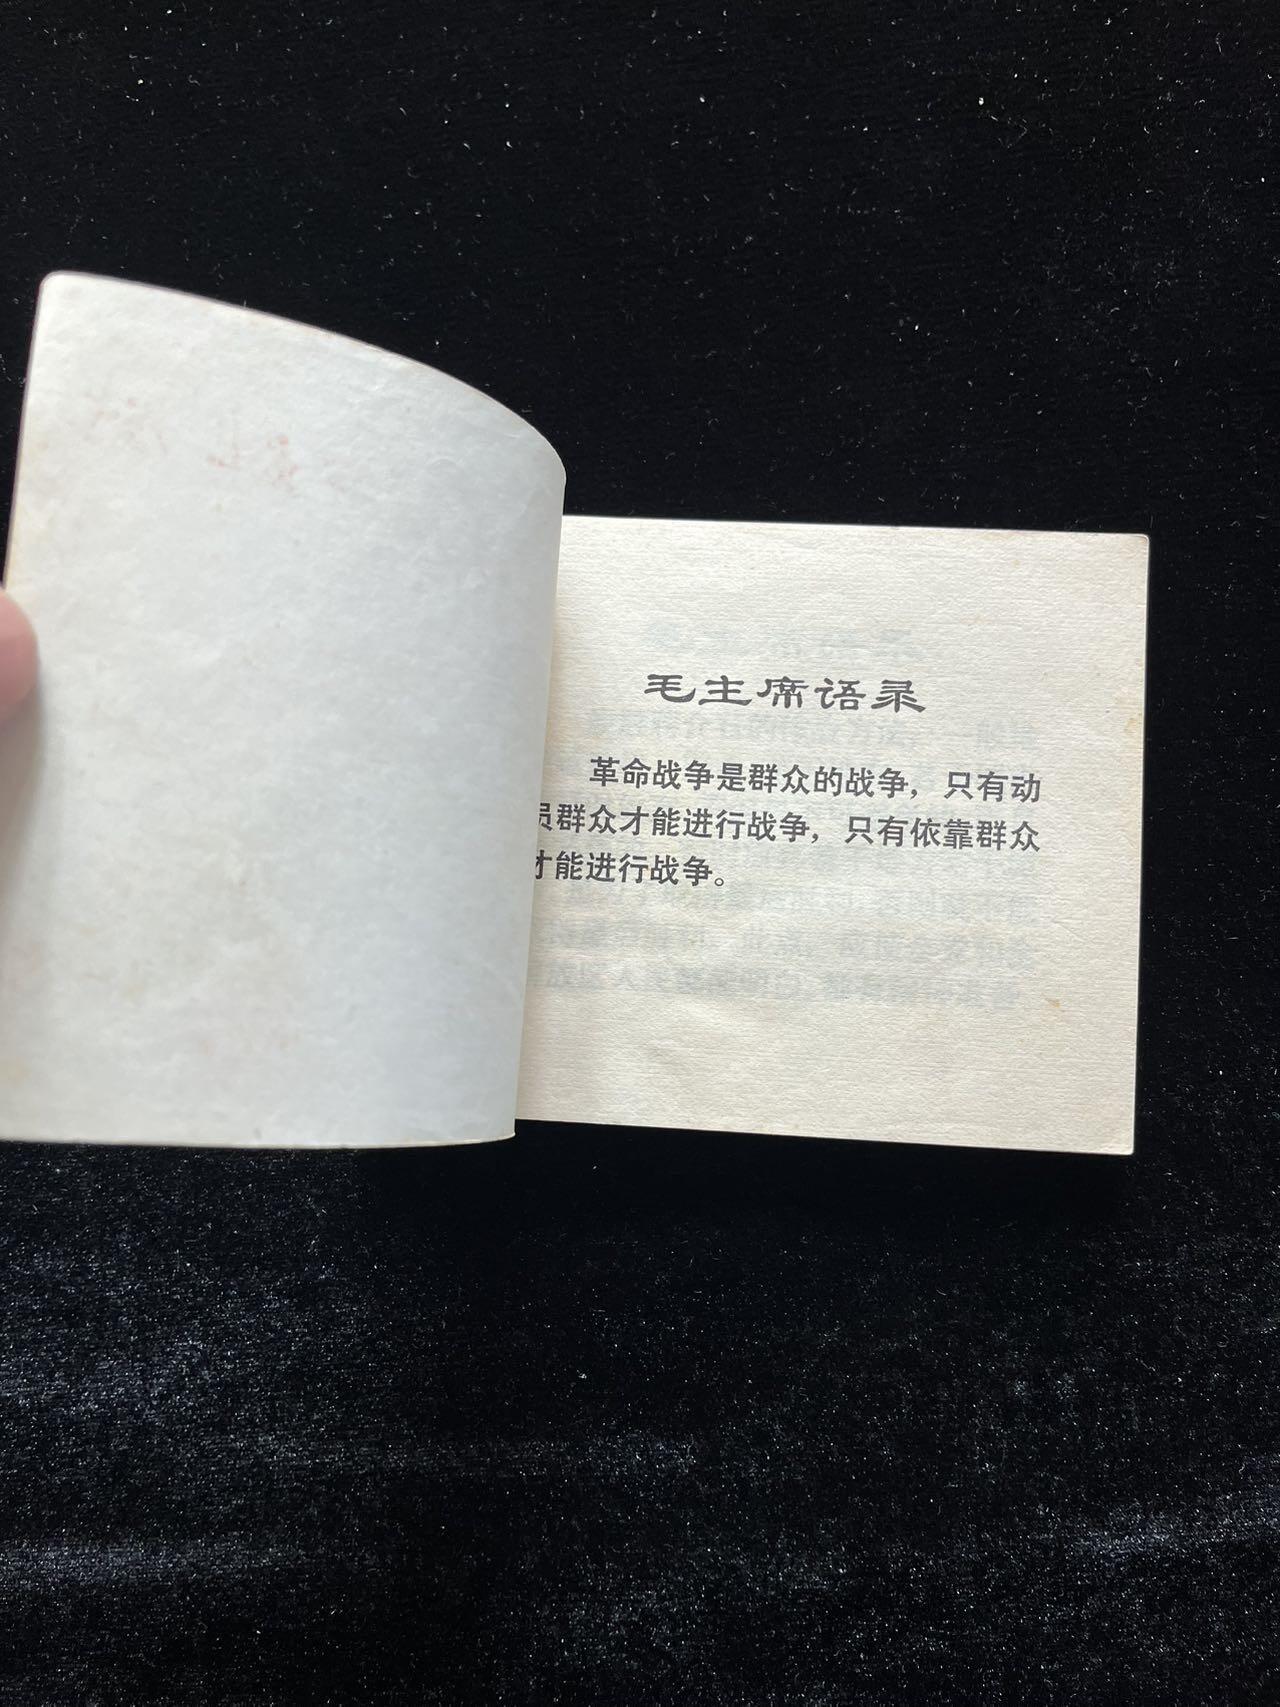 毛主席语录
革命战争是群众的战争，只有动
员群众才能进行战争，只有依靠群众
才能进行战争。